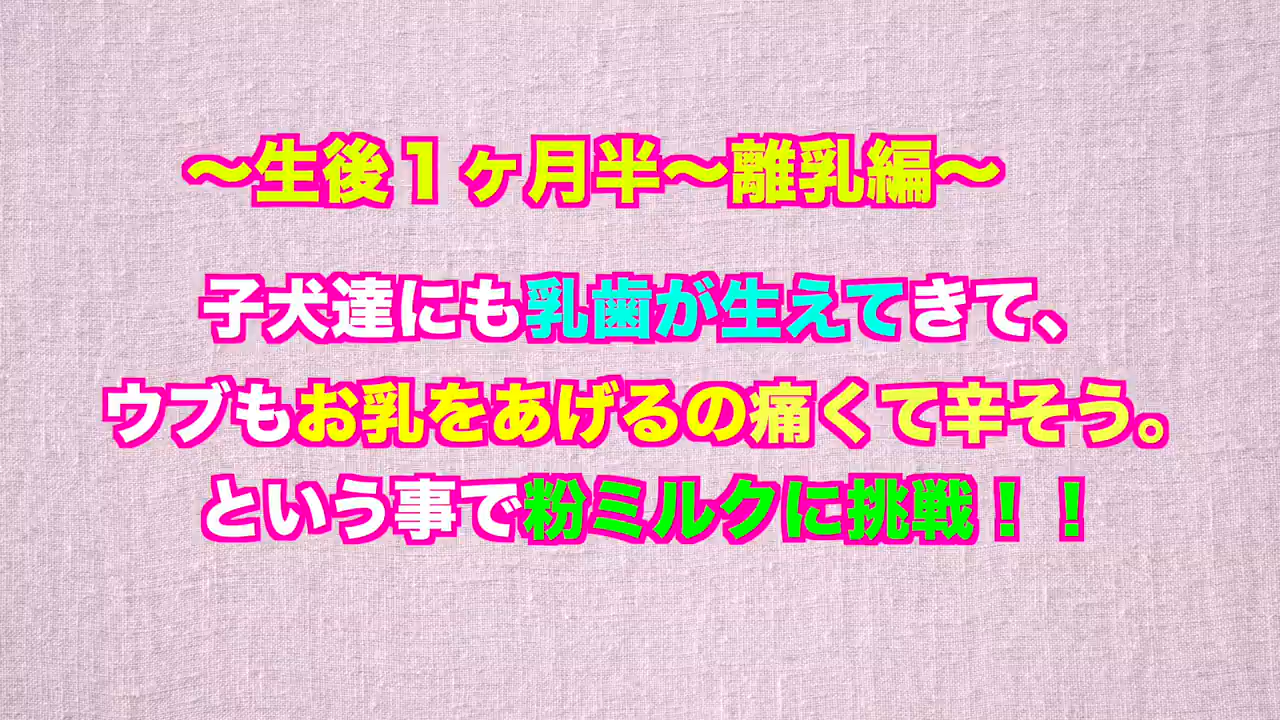 〜生後１ヶ月半〜離乳編〜
子犬達にも乳歯が生えてきて、
ウブもお乳をあげるの痛くて辛そう。
という事で粉ミルクに挑戦！！